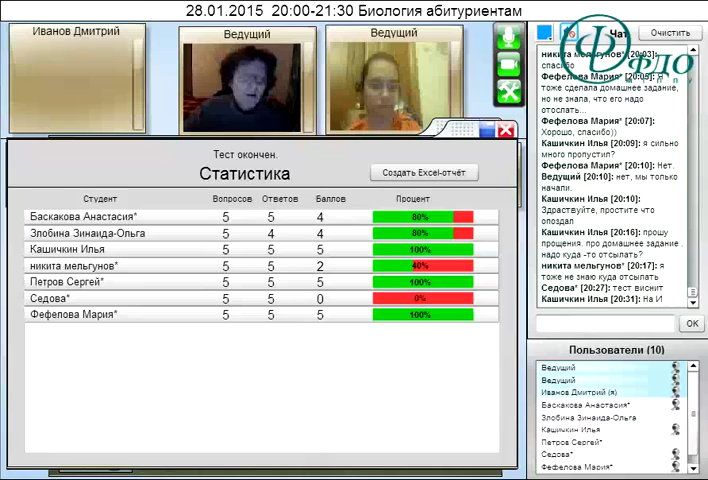 28.01.2015 20:00-21:30 Биология абитуриентам
Иванов Дмитрий
Ведущий
Ведущий
Чат
Очистить
ФДО
никита мельгунов* [20:03]:
спасибо
Фефелова Мария* [20:05]: Я
тоже сделала домашнее задание,
но не знала, что его надо
отослать...
Фефелова Мария* [20:07]:
Хорошо, спасибо))
Кашичкин Илья [20:09]: я сильно
много пропустил?
Фефелова Мария* [20:10]: Нет.
Ведущий [20:10]: нет, мы только
начали.
Кашичкин Илья [20:10]:
Здраствуйте, простите что
опоздал
Кашичкин Илья [20:16]: прошу
прощения. про домашнее задание .
надо куда -то отсылать?
никита мельгунов* [20:17]: я
тоже не знаю куда отсылать
Седова* [20:27]: тест виснит
Кашичкин Илья [20:31]: На И
OK
Тест окончен.
Статистика
Создать Excel-отчёт
Студент Вопросов Ответов Баллов Процент
Баскакова Анастасия* 5 5 4 80%
Злобина Зинаида-Ольга 5 4 4 80%
Кашичкин Илья 5 5 5 100%
никита мельгунов* 5 5 2 40%
Петров Сергей* 5 5 5 100%
Седова* 5 5 0 0%
Фефелова Мария* 5 5 5 100%
Пользователи (10)
Ведущий
Ведущий
Иванов Дмитрий (я)
Баскакова Анастасия*
Злобина Зинаида-Ольга
Кашичкин Илья
Петров Сергей*
Седова*
Фефелова Мария*